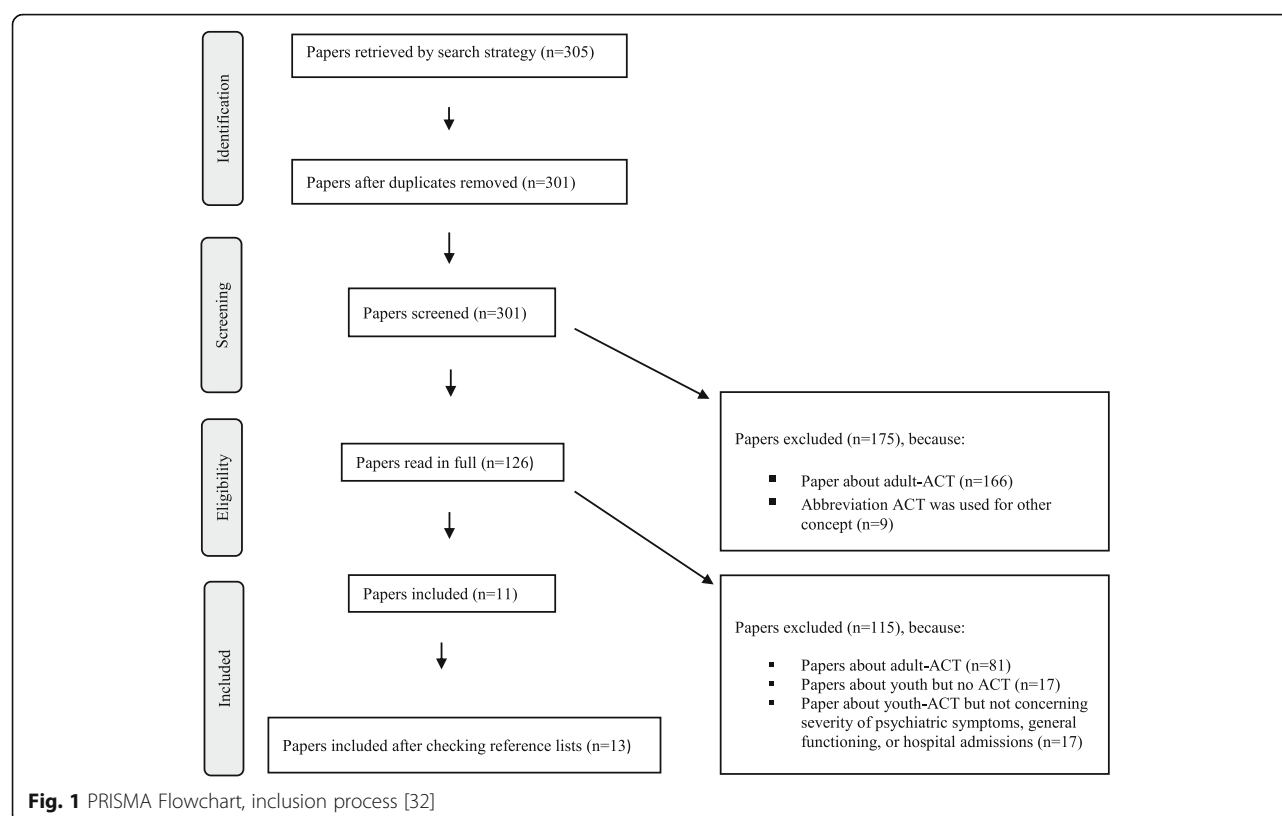 Identification
Papers retrieved by search strategy (n=305)
Papers after duplicates removed (n=301)
Screening
Papers screened (n=301)
Papers excluded (n=175), because:
▪ Paper about adult-ACT (n=166)
▪ Abbreviation ACT was used for other
concept (n=9)
Eligibility
Papers read in full (n=126)
Papers excluded (n=115), because:
▪ Papers about adult-ACT (n=81)
▪ Papers about youth but no ACT (n=17)
▪ Paper about youth-ACT but not concerning
severity of psychiatric symptoms, general
functioning, or hospital admissions (n=17)
Included
Papers included (n=11)
Papers included after checking reference lists (n=13)
Fig. 1 PRISMA Flowchart, inclusion process [32]